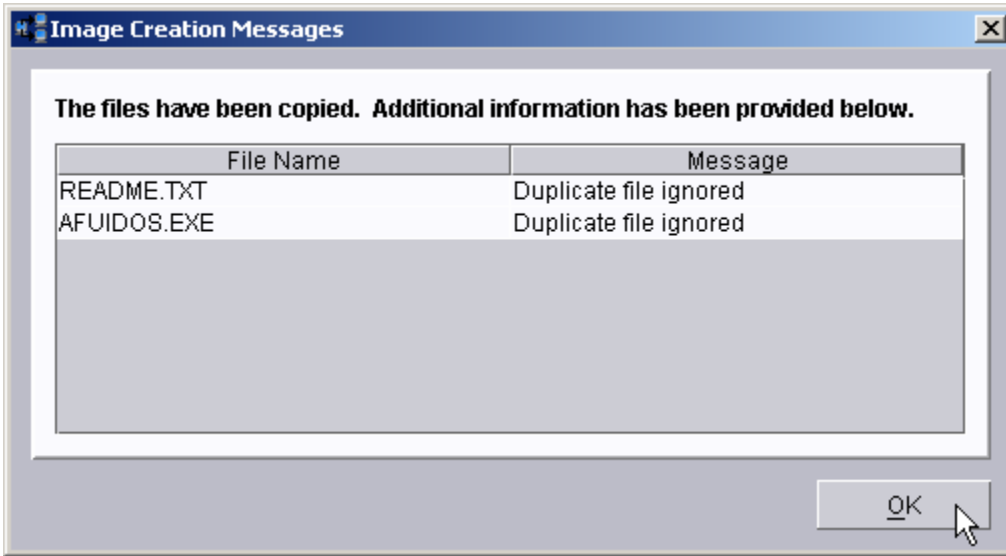 Image Creation Messages
The files have been copied.  Additional information has been provided below.
File Name Message
README.TXT Duplicate file ignored
AFUIDOS.EXE Duplicate file ignored
OK